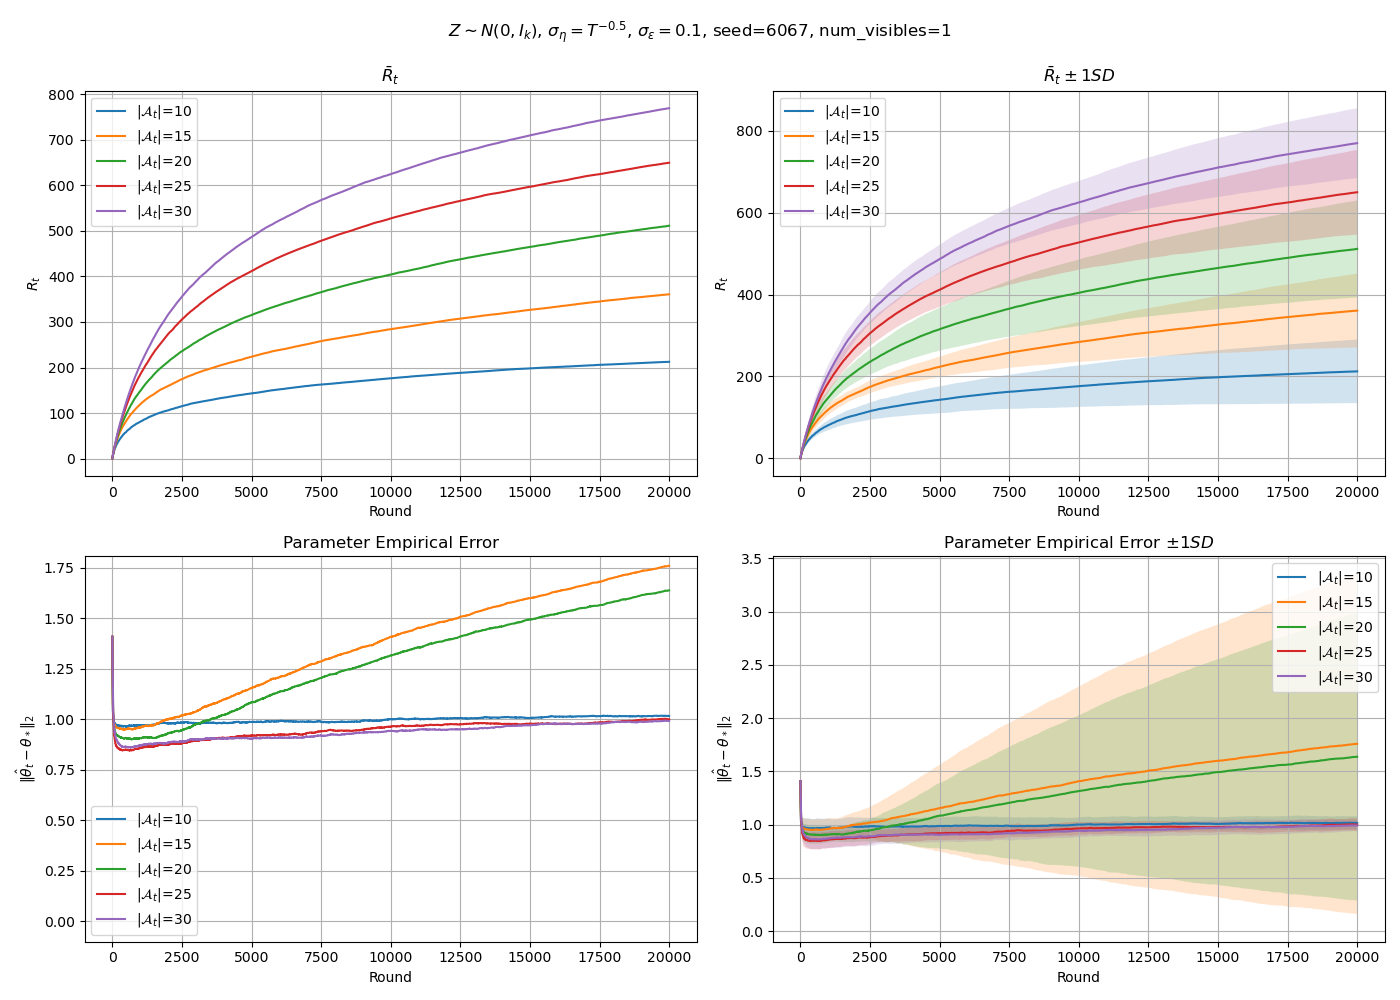 Z ∼ N(0, I_k), σ_η = T^{−0.5}, σ_ε = 0.1, seed=6067, num_visibles=1
R̄_t
800
700
600
500
400
300
200
100
0
R_t
|𝒜_t|=10
|𝒜_t|=15
|𝒜_t|=20
|𝒜_t|=25
|𝒜_t|=30
0 2500 5000 7500 10000 12500 15000 17500 20000
Round
R̄_t ± 1SD
800
600
400
200
0
R_t
|𝒜_t|=10
|𝒜_t|=15
|𝒜_t|=20
|𝒜_t|=25
|𝒜_t|=30
0 2500 5000 7500 10000 12500 15000 17500 20000
Round
Parameter Empirical Error
1.75
1.50
1.25
1.00
0.75
0.50
0.25
0.00
‖θ̂_t − θ_*‖_2
|𝒜_t|=10
|𝒜_t|=15
|𝒜_t|=20
|𝒜_t|=25
|𝒜_t|=30
0 2500 5000 7500 10000 12500 15000 17500 20000
Round
Parameter Empirical Error ±1SD
3.5
3.0
2.5
2.0
1.5
1.0
0.5
0.0
‖θ̂_t − θ_*‖_2
|𝒜_t|=10
|𝒜_t|=15
|𝒜_t|=20
|𝒜_t|=25
|𝒜_t|=30
0 2500 5000 7500 10000 12500 15000 17500 20000
Round